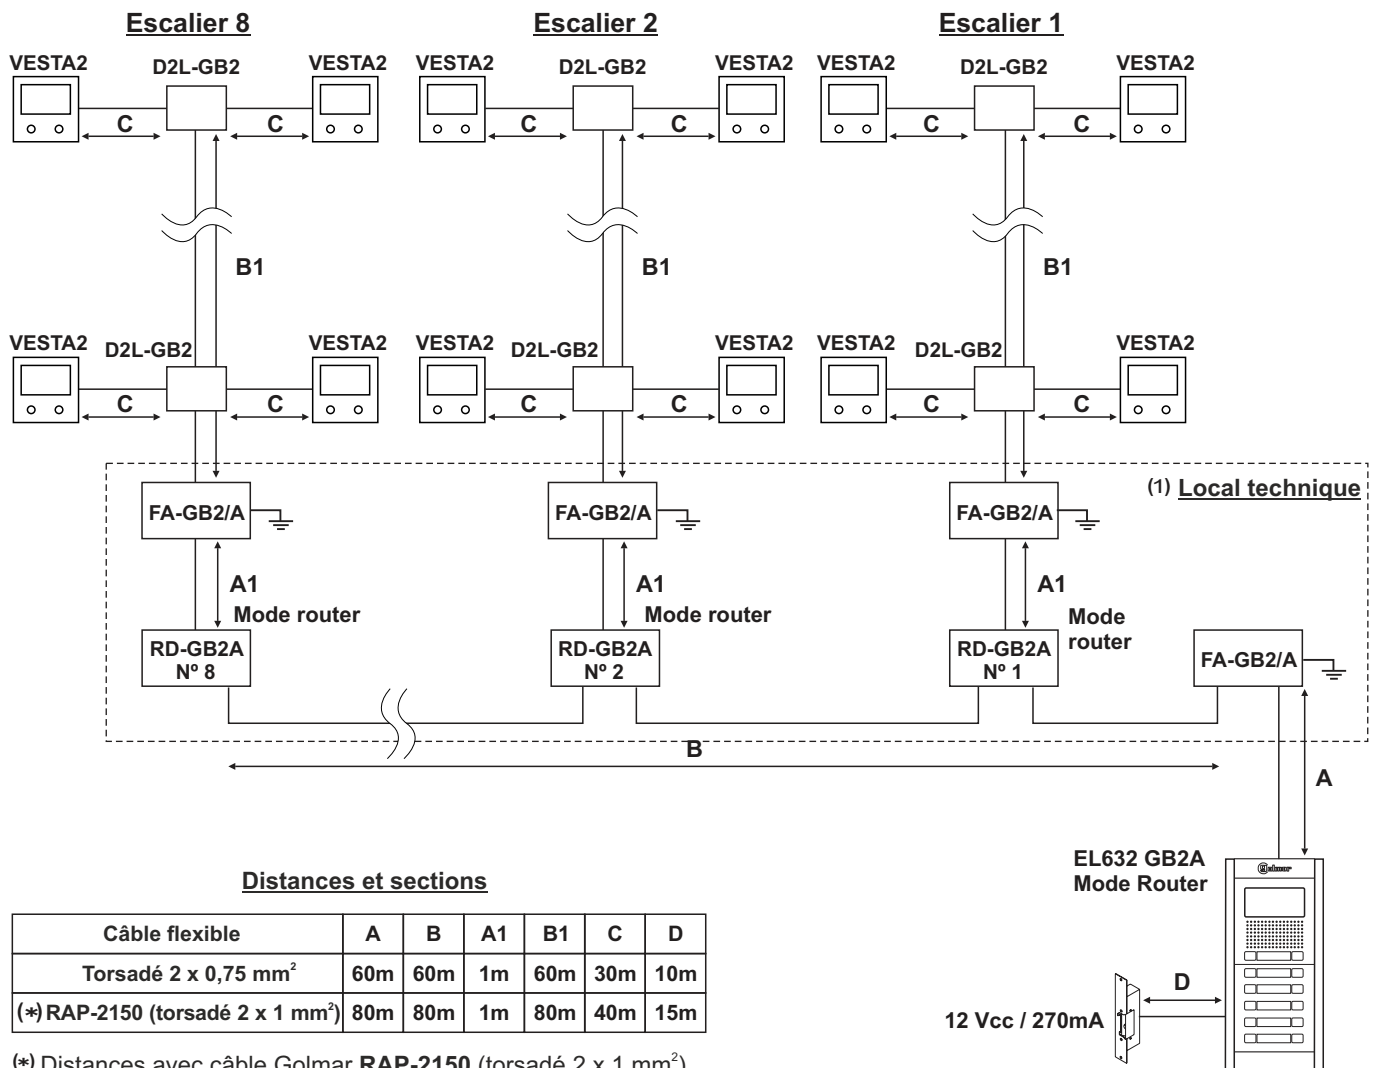 Escalier 8
Escalier 2
Escalier 1
VESTA2
D2L-GB2
VESTA2
VESTA2
D2L-GB2
VESTA2
VESTA2
D2L-GB2
VESTA2
C
C
C
C
C
C
B1
B1
B1
VESTA2
D2L-GB2
VESTA2
VESTA2
D2L-GB2
VESTA2
VESTA2
D2L-GB2
VESTA2
C
C
C
C
C
C
(1) Local technique
FA-GB2/A
FA-GB2/A
FA-GB2/A
A1
Mode router
A1
Mode router
A1
Mode
router
RD-GB2A
Nº 8
RD-GB2A
Nº 2
RD-GB2A
Nº 1
FA-GB2/A
B
A
EL632 GB2A
Mode Router
golmar
Distances et sections
Câble flexible A B A1 B1 C D
Torsadé 2 x 0,75 mm² 60m 60m 1m 60m 30m 10m
(*) RAP-2150 (torsadé 2 x 1 mm²) 80m 80m 1m 80m 40m 15m
D
12 Vcc / 270mA
(*) Distances avec câble Golmar RAP-2150 (torsadé 2 x 1 mm²)